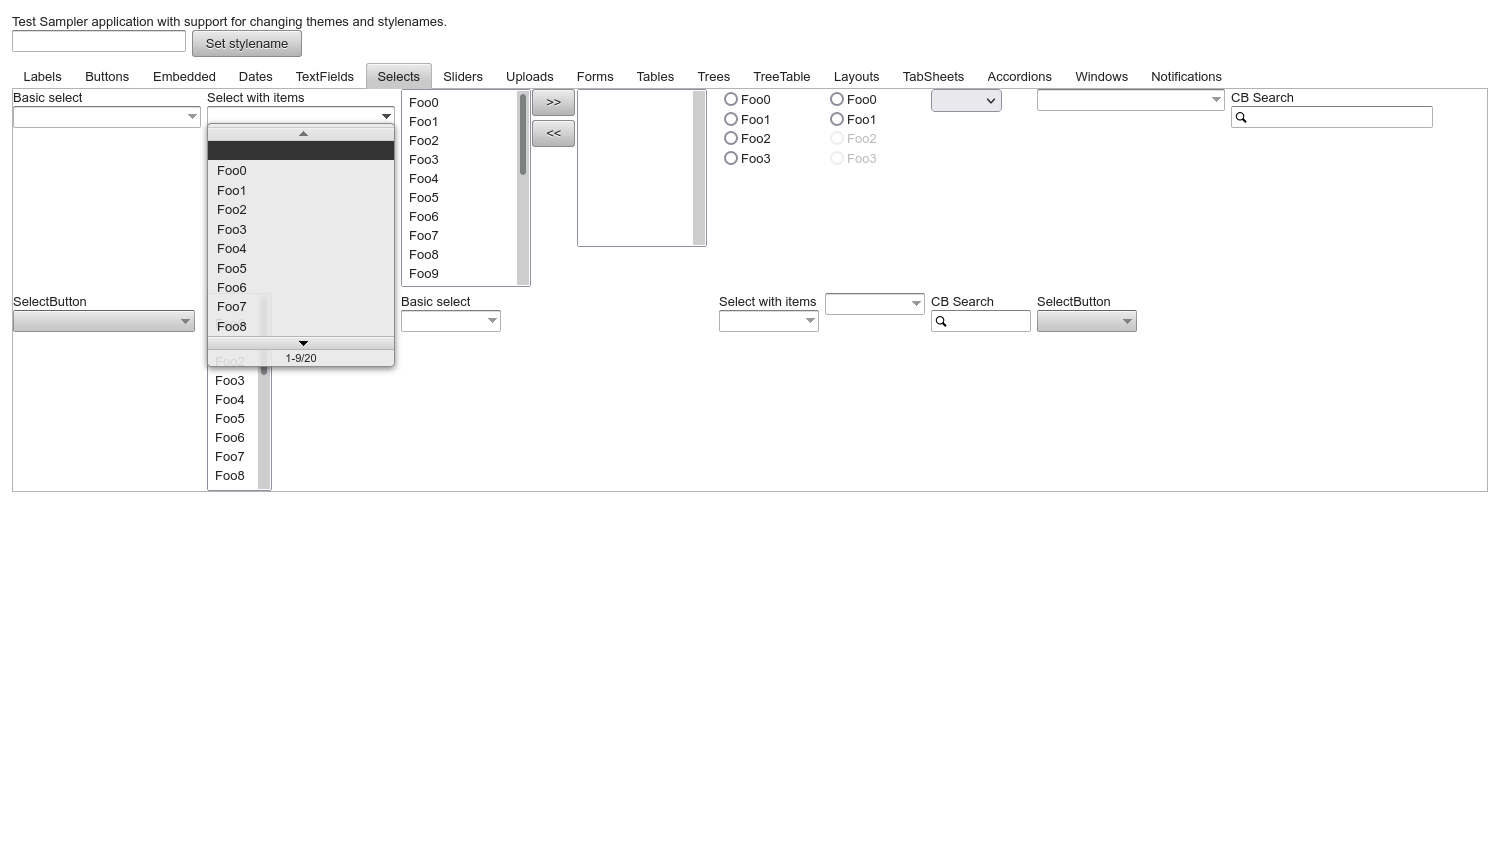 Test Sampler application with support for changing themes and stylenames.
Set stylename
Labels Buttons Embedded Dates TextFields Selects Sliders Uploads Forms Tables Trees TreeTable Layouts TabSheets Accordions Windows Notifications
Basic select
Select with items
Foo0
Foo1
Foo2
Foo3
Foo4
Foo5
Foo6
Foo7
Foo8
1-9/20
Foo0
Foo1
Foo2
Foo3
Foo4
Foo5
Foo6
Foo7
Foo8
Foo9
>>
<<
Foo0
Foo1
Foo2
Foo3
Foo0
Foo1
Foo2
Foo3
CB Search
SelectButton
Foo2
Foo3
Foo4
Foo5
Foo6
Foo7
Foo8
Basic select
Select with items
CB Search
SelectButton